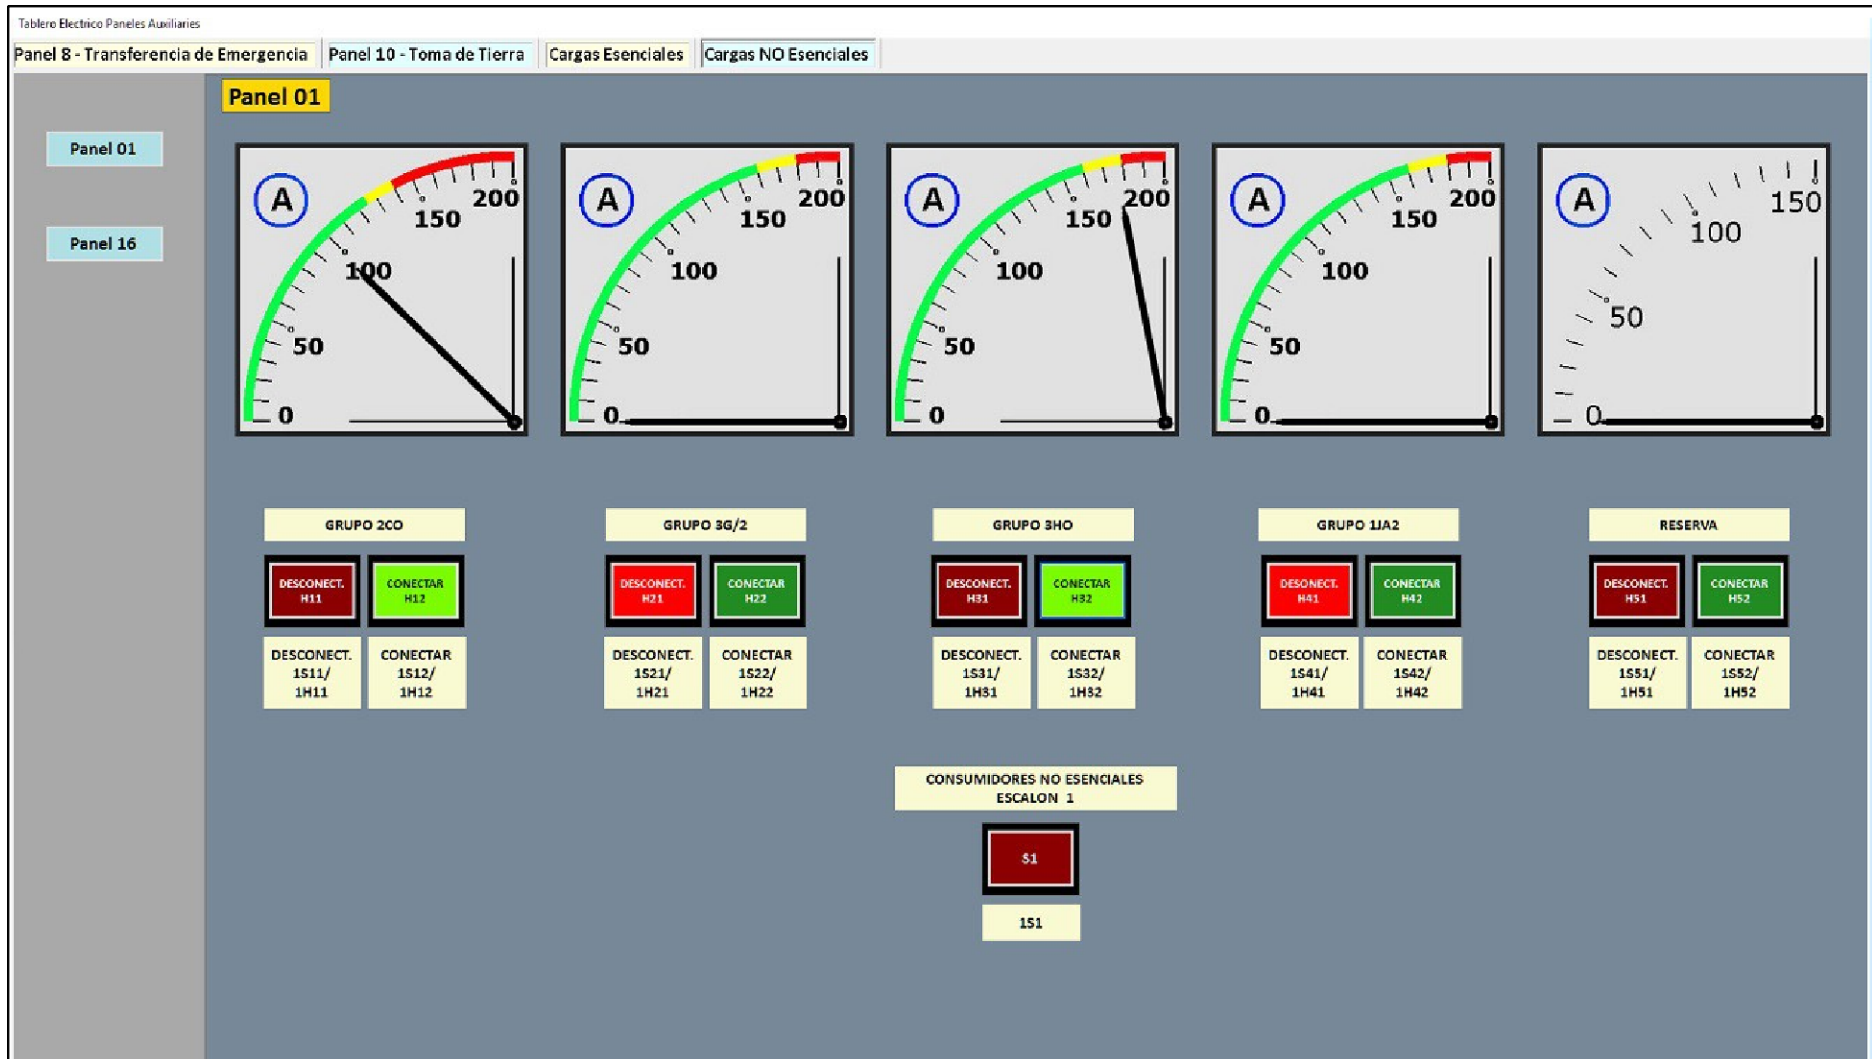 Tablero Electrico Paneles Auxiliaries
Panel 8 - Transferencia de Emergencia Panel 10 - Toma de Tierra Cargas Esenciales Cargas NO Esenciales
Panel 01
Panel 01
Panel 16
A 0 50 100 150 200
A 0 50 100 150 200
A 0 50 100 150 200
A 0 50 100 150 200
A 0 50 100 150
GRUPO 2CO
DESCONECT.
H11
CONECTAR
H12
DESCONECT.
1S11/
1H11
CONECTAR
1S12/
1H12
GRUPO 3G/2
DESCONECT.
H21
CONECTAR
H22
DESCONECT.
1S21/
1H21
CONECTAR
1S22/
1H22
GRUPO 3HO
DESCONECT.
H31
CONECTAR
H32
DESCONECT.
1S31/
1H31
CONECTAR
1S32/
1H32
GRUPO 1JA2
DESONECT.
H41
CONECTAR
H42
DESCONECT.
1S41/
1H41
CONECTAR
1S42/
1H42
RESERVA
DESCONECT.
H51
CONECTAR
H52
DESCONECT.
1S51/
1H51
CONECTAR
1S52/
1H52
CONSUMIDORES NO ESENCIALES
ESCALON 1
S1
1S1